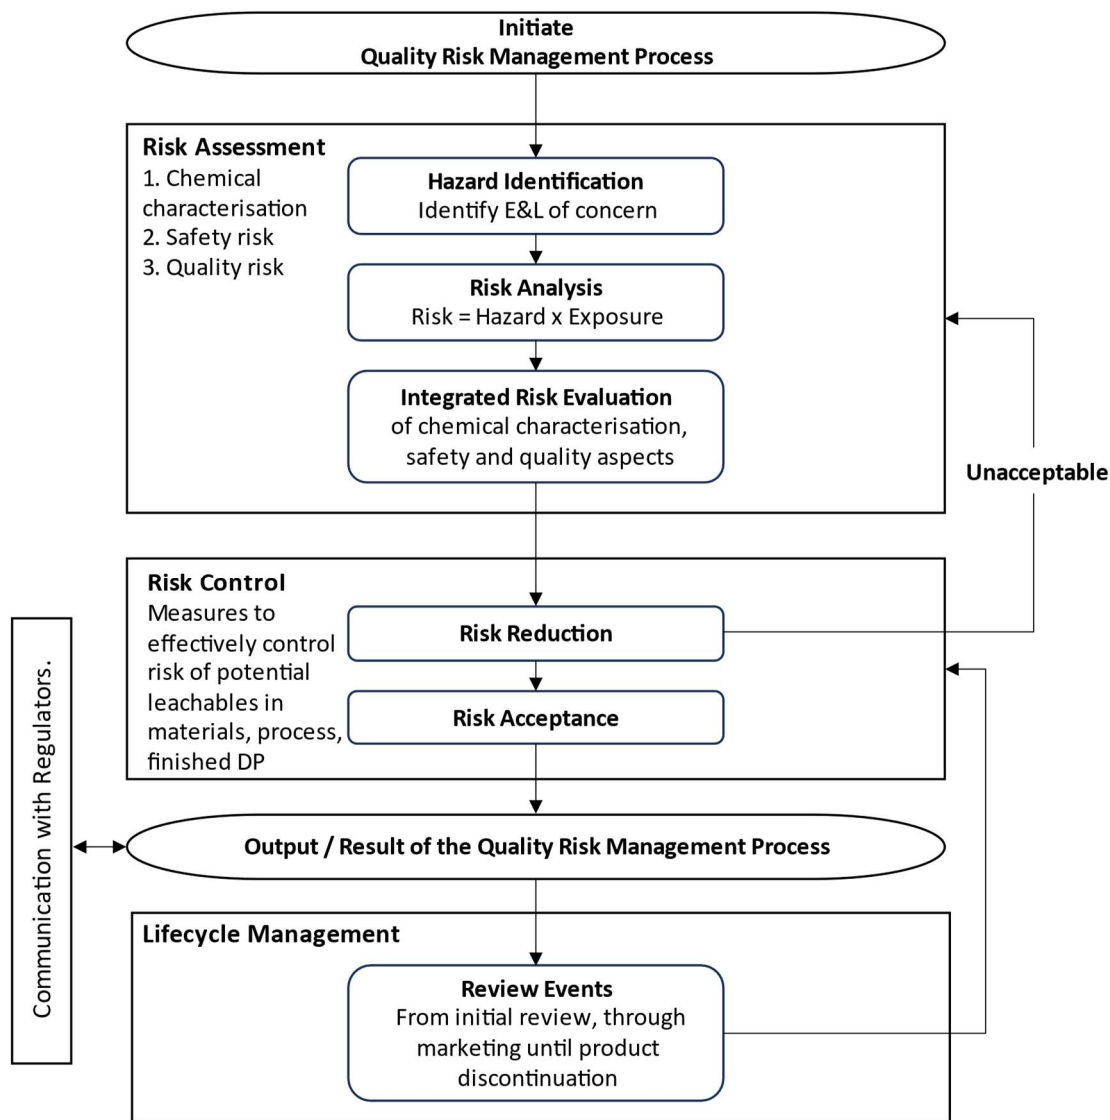 Initiate
Quality Risk Management Process
Risk Assessment
1. Chemical
characterisation
2. Safety risk
3. Quality risk
Hazard Identification
Identify E&L of concern
Risk Analysis
Risk = Hazard x Exposure
Integrated Risk Evaluation
of chemical characterisation,
safety and quality aspects
Unacceptable
Risk Control
Measures to
effectively control
risk of potential
leachables in
materials, process,
finished DP
Risk Reduction
Risk Acceptance
Communication with Regulators.
Output / Result of the Quality Risk Management Process
Lifecycle Management
Review Events
From initial review, through
marketing until product
discontinuation